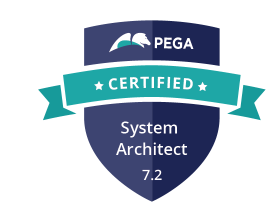 PEGA
CERTIFIED
System
Architect
7.2